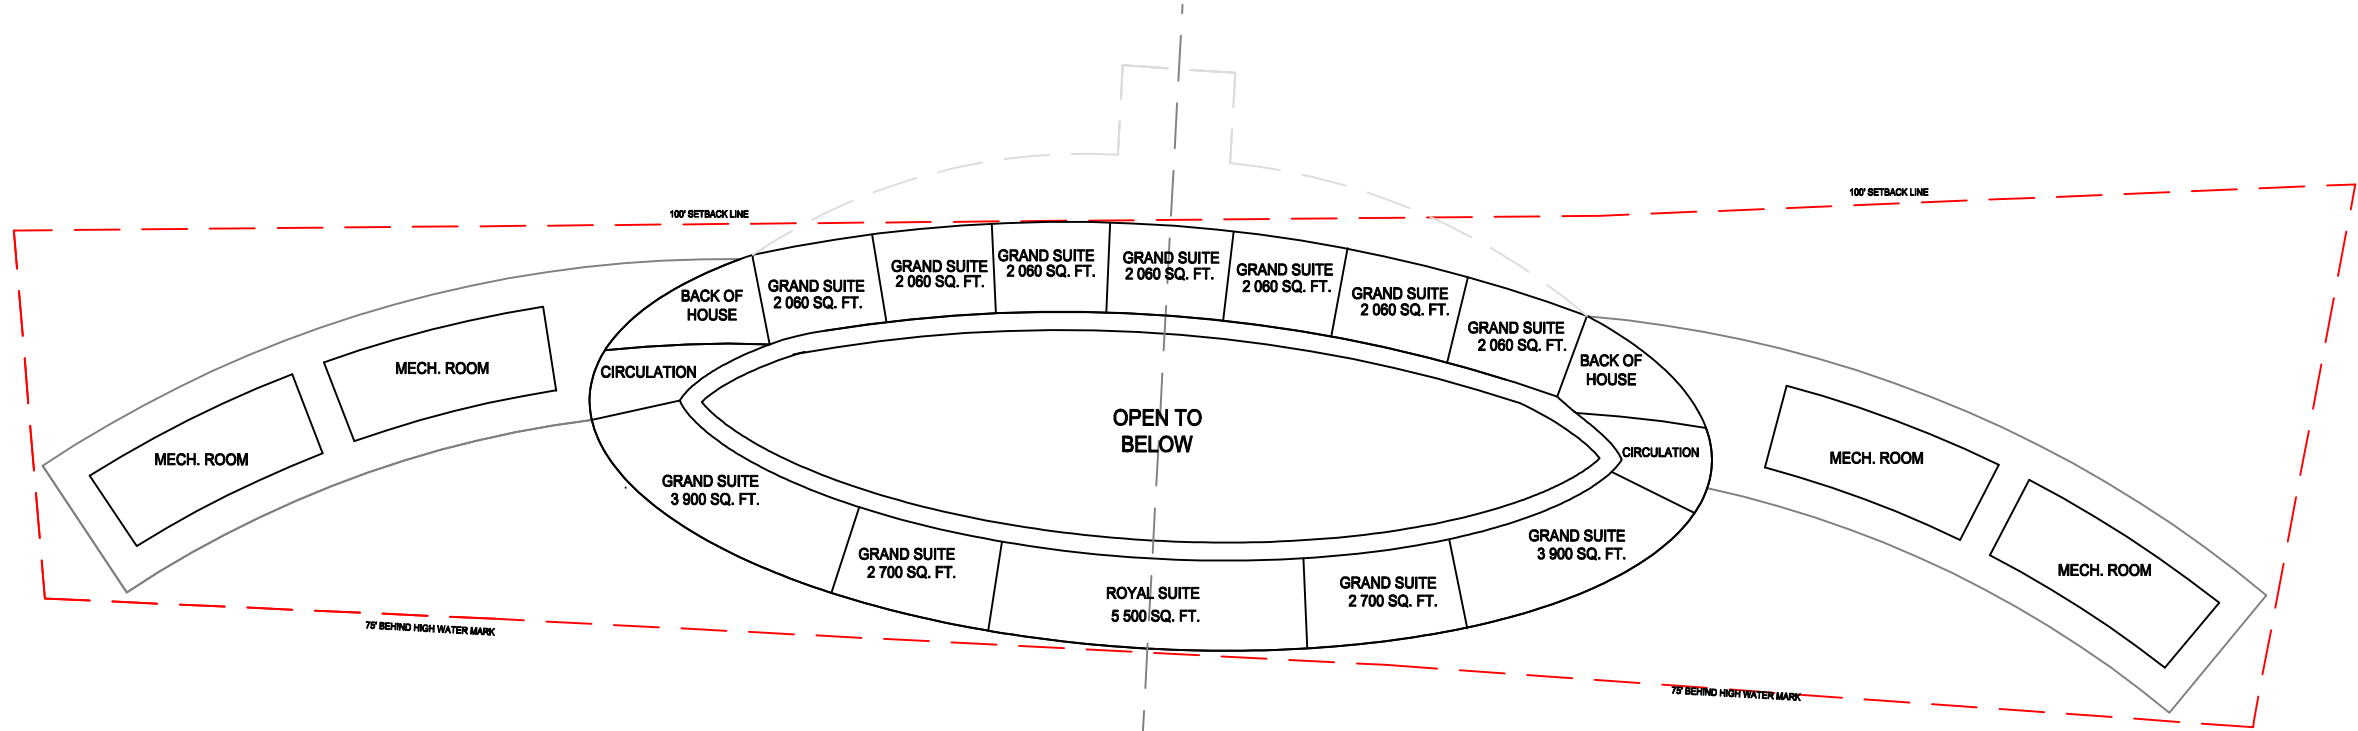 100' SETBACK LINE
100' SETBACK LINE
GRAND SUITE
2 060 SQ. FT.
GRAND SUITE
2 060 SQ. FT.
GRAND SUITE
2 060 SQ. FT.
GRAND SUITE
2 060 SQ. FT.
GRAND SUITE
2 060 SQ. FT.
GRAND SUITE
2 060 SQ. FT.
GRAND SUITE
2 060 SQ. FT.
BACK OF
HOUSE
BACK OF
HOUSE
MECH. ROOM
MECH. ROOM
CIRCULATION
OPEN TO
BELOW
CIRCULATION
MECH. ROOM
MECH. ROOM
GRAND SUITE
3 900 SQ. FT.
GRAND SUITE
2 700 SQ. FT.
ROYAL SUITE
5 500 SQ. FT.
GRAND SUITE
2 700 SQ. FT.
GRAND SUITE
3 900 SQ. FT.
75' BEHIND HIGH WATER MARK
75' BEHIND HIGH WATER MARK